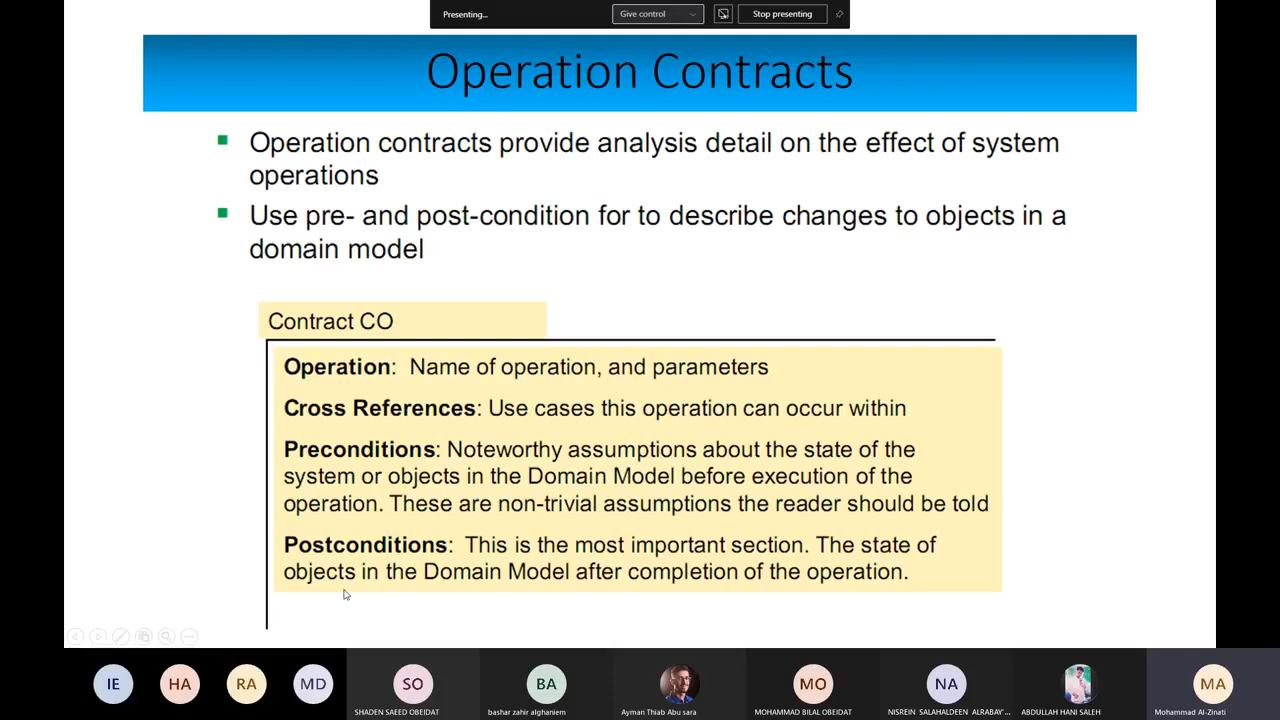 Presenting...
Give control
Stop presenting
Operation Contracts
Operation contracts provide analysis detail on the effect of system
operations
Use pre- and post-condition for to describe changes to objects in a
domain model
Contract CO
Operation: Name of operation, and parameters
Cross References: Use cases this operation can occur within
Preconditions: Noteworthy assumptions about the state of the
system or objects in the Domain Model before execution of the
operation. These are non-trivial assumptions the reader should be told
Postconditions: This is the most important section. The state of
objects in the Domain Model after completion of the operation.
IE
HA
RA
MD
SO
BA
MO
NA
MA
SHADEN SAEED OBEIDAT
bashar zahir alghaniem
Ayman Thiab Abu sara
MOHAMMAD BILAL OBEIDAT
NISREIN SALAHALDEEN ALRABAY'...
ABDULLAH HANI SALEH
Mohammad Al-Zinati